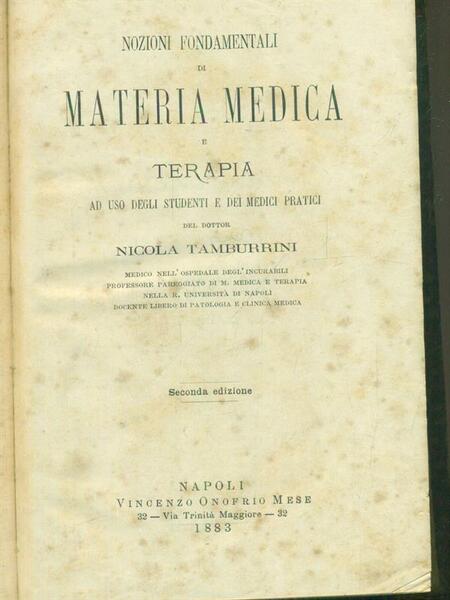 NOZIONI FONDAMENTALI
DI
MATERIA MEDICA
E
TERAPIA
AD USO DEGLI STUDENTI E DEI MEDICI PRATICI
DEL DOTTOR
NICOLA TAMBURRINI
MEDICO NELL'OSPEDALE DEGL'INCURABILI
PROFESSORE PAREGGIATO DI M. MEDICA E TERAPIA
NELLA R. UNIVERSITÀ DI NAPOLI
DOCENTE LIBERO DI PATOLOGIA E CLINICA MEDICA
Seconda edizione
NAPOLI
VINCENZO ONOFRIO MESE
32 — Via Trinità Maggiore — 32
1883